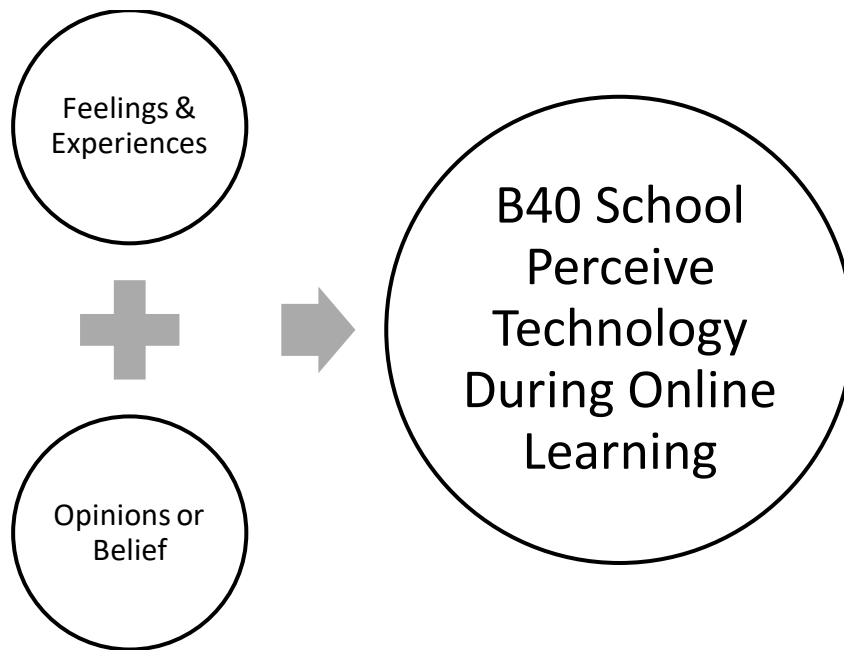 Feelings &
Experiences
Opinions or
Belief
B40 School
Perceive
Technology
During Online
Learning